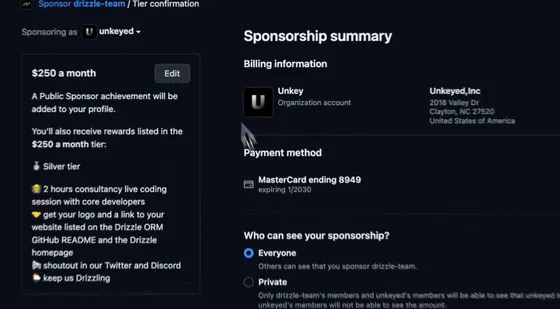 Sponsor drizzle-team / Tier confirmation
Sponsoring as U unkeyed
$250 a month
Edit
A Public Sponsor achievement will be
added to your profile.
You'll also receive rewards listed in the
$250 a month tier:
🥈 Silver tier
🧑‍🏫 2 hours consultancy live coding
session with core developers
🤝 get your logo and a link to your
website listed on the Drizzle ORM
GitHub README and the Drizzle
homepage
📢 shoutout in our Twitter and Discord
🌦 keep us Drizzling
Sponsorship summary
Billing information
U
Unkey
Organization account
Unkeyed,Inc
2018 Valley Dr
Clayton, NC 27520
United States of America
Payment method
MasterCard ending 8949
expiring 1/2030
Who can see your sponsorship?
Everyone
Others can see that you sponsor drizzle-team.
Private
Only drizzle-team's members and unkeyed's members will be able to see that unkeyed
unkeyed's members will not be able to see the amount.